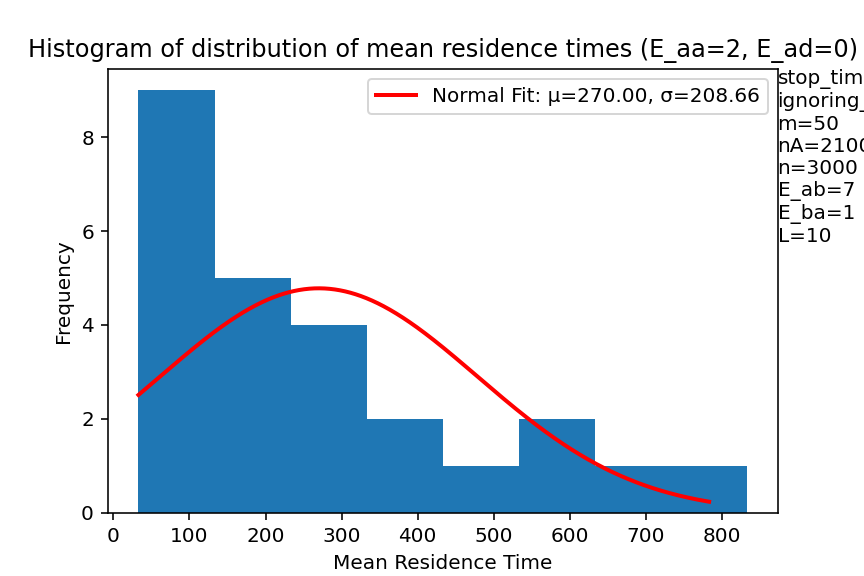 Histogram of distribution of mean residence times (E_aa=2, E_ad=0)
Normal Fit: μ=270.00, σ=208.66
stop_tim
ignoring_
m=50
nA=2100
n=3000
E_ab=7
E_ba=1
L=10
Frequency
8
6
4
2
0
0 100 200 300 400 500 600 700 800
Mean Residence Time